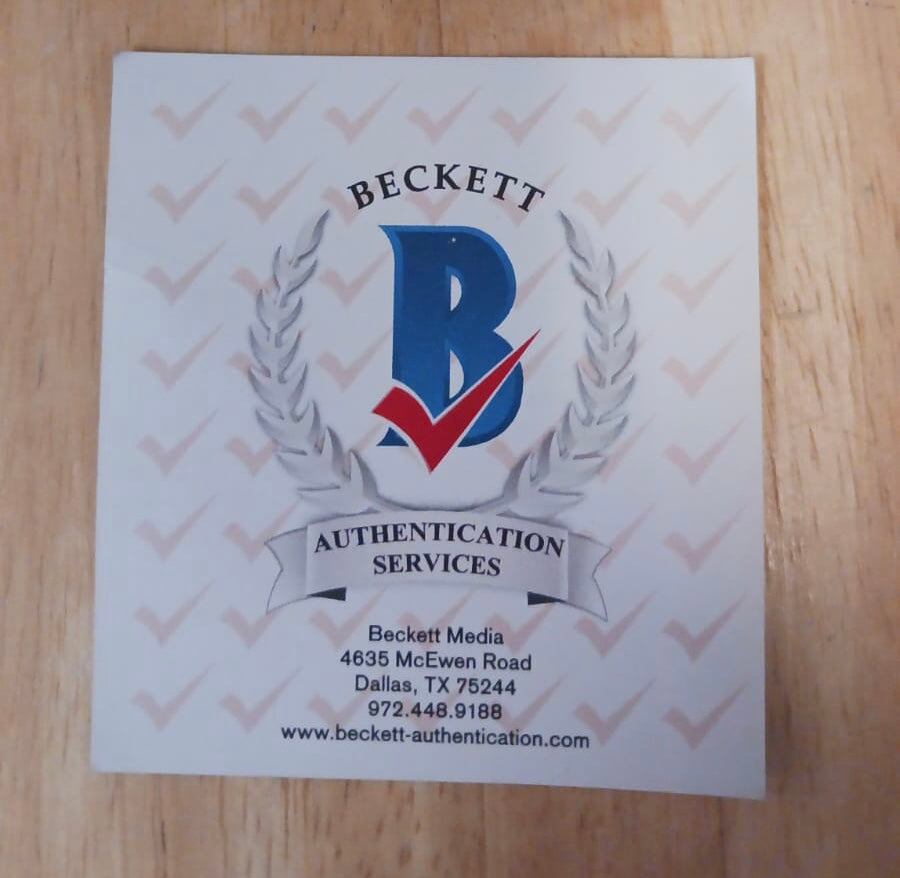 BECKETT
B
AUTHENTICATION
SERVICES
Beckett Media
4635 McEwen Road
Dallas, TX 75244
972.448.9188
www.beckett-authentication.com